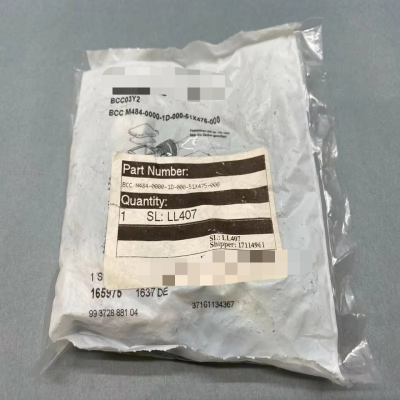 BCC03Y2
BCC M484-0000-1D-000-51X475-000
Part Number:
BCC M484-0000-1D-000-51X475-000
Quantity:
1 SL: LL407
SL: LL407
Shipper: 17114961
1 S
165975 1637 DE
99 3728 881 04
371G1134367